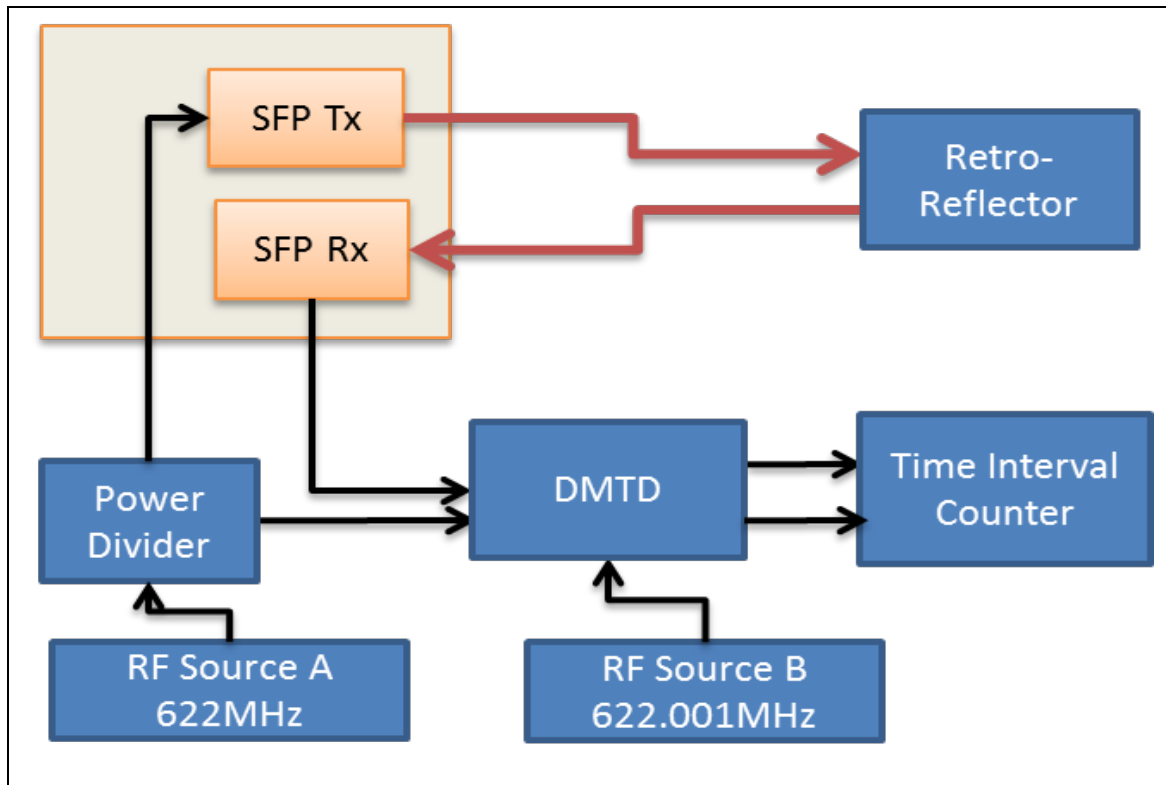 SFP Tx
Retro-
Reflector
SFP Rx
Power
Divider
DMTD
Time Interval
Counter
RF Source A
622MHz
RF Source B
622.001MHz